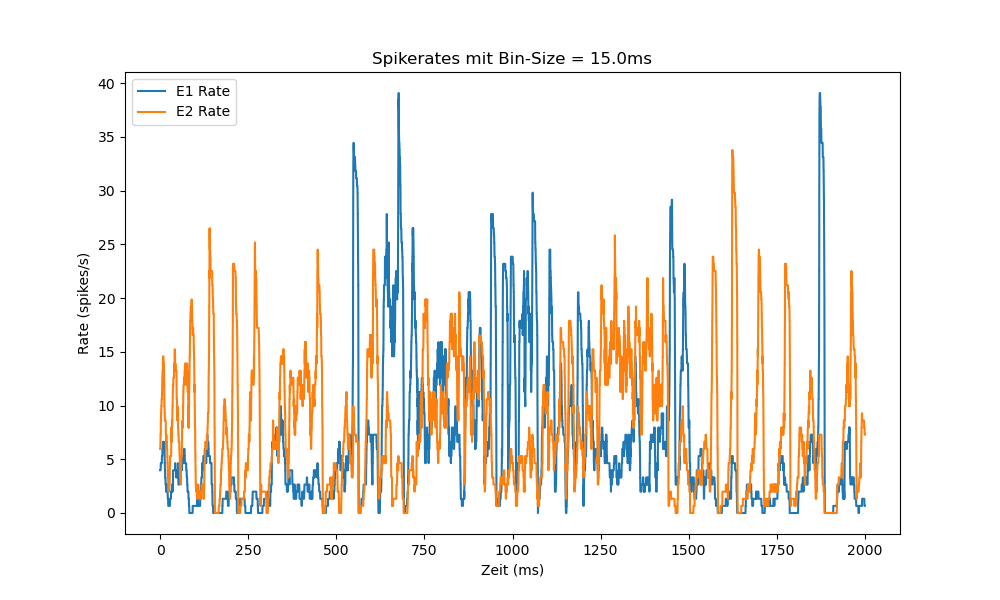 Spikerates mit Bin-Size = 15.0ms
E1 Rate
E2 Rate
Rate (spikes/s)
40
35
30
25
20
15
10
5
0
0 250 500 750 1000 1250 1500 1750 2000
Zeit (ms)